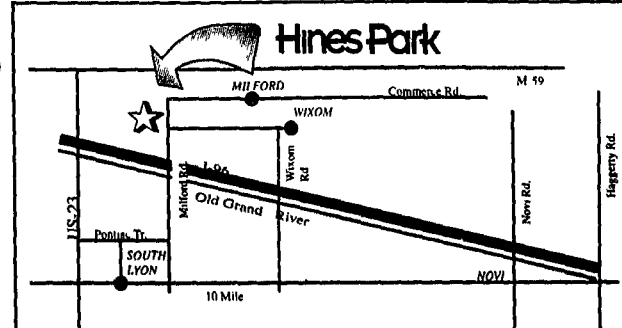 Hines Park
M 59
MILFORD
Commerce Rd.
WIXOM
I-96
Milford Rd.
Wixom
Rd
Novi Rd.
Haggerty Rd.
Old Grand River
US-23
Pontiac Tr.
SOUTH
LYON
NOVI
10 Mile